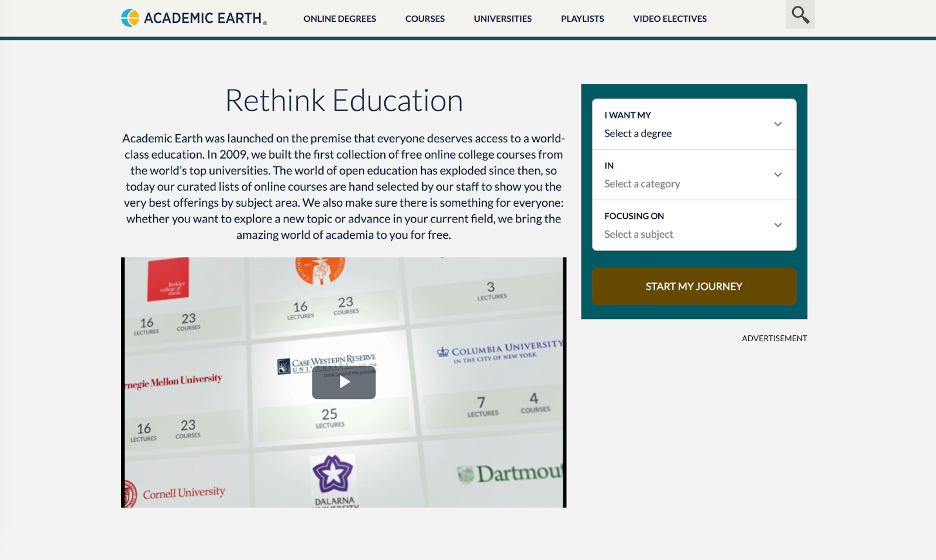 ACADEMIC EARTH®
ONLINE DEGREES
COURSES
UNIVERSITIES
PLAYLISTS
VIDEO ELECTIVES
Rethink Education
Academic Earth was launched on the premise that everyone deserves access to a world-
class education. In 2009, we built the first collection of free online college courses from
the world's top universities. The world of open education has exploded since then, so
today our curated lists of online courses are hand selected by our staff to show you the
very best offerings by subject area. We also make sure there is something for everyone:
whether you want to explore a new topic or advance in your current field, we bring the
amazing world of academia to you for free.
Berklee
college of
music
16 LECTURES 23 COURSES
16 LECTURES 23 COURSES
3 LECTURES
rnegie Mellon University
CASE WESTERN RESERVE
UNIVERSITY
COLUMBIA UNIVERSITY
IN THE CITY OF NEW YORK
16 LECTURES 23 COURSES
25 LECTURES
7 LECTURES 4 COURSES
Cornell University
DALARNA
UNIVERSITY
Dartmout
I WANT MY
Select a degree
IN
Select a category
FOCUSING ON
Select a subject
START MY JOURNEY
ADVERTISEMENT